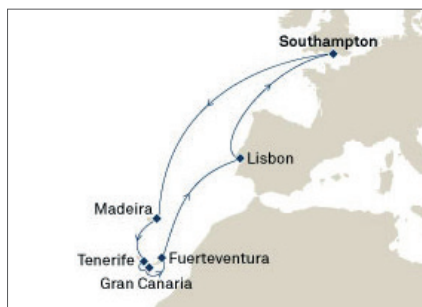 Southampton
Lisbon
Madeira
Tenerife
Fuerteventura
Gran Canaria